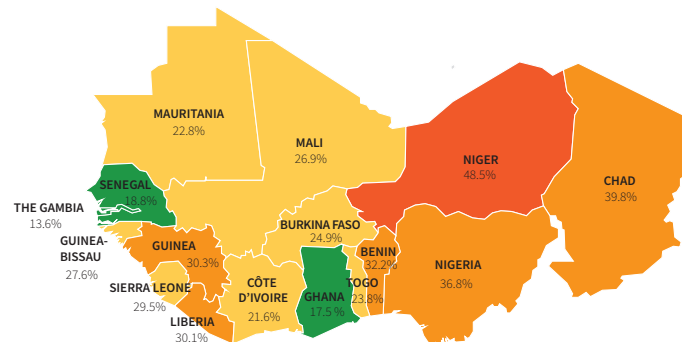 MAURITANIA
22.8%
MALI
26.9%
NIGER
48.5%
CHAD
39.8%
SENEGAL
18.8%
THE GAMBIA
13.6%
GUINEA-
BISSAU
27.6%
GUINEA
30.3%
BURKINA FASO
24.9%
BENIN
32.2%
NIGERIA
36.8%
SIERRA LEONE
29.5%
CÔTE
D'IVOIRE
21.6%
GHANA
17.5 %
TOGO
23.8%
LIBERIA
30.1%